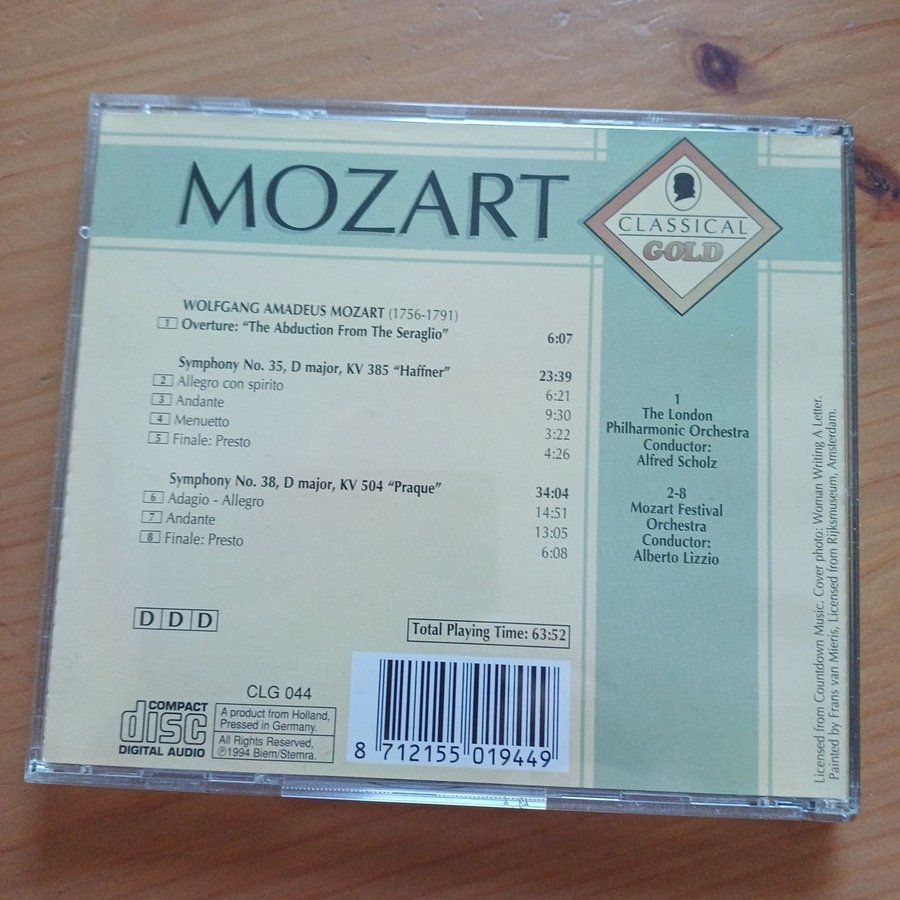 MOZART
CLASSICAL
GOLD
WOLFGANG AMADEUS MOZART (1756-1791)
1 Overture: “The Abduction From The Seraglio” 6:07
Symphony No. 35, D major, KV 385 “Haffner” 23:39
2 Allegro con spirito 6:21
3 Andante 9:30
4 Menuetto 3:22
5 Finale: Presto 4:26
Symphony No. 38, D major, KV 504 “Praque” 34:04
6 Adagio - Allegro 14:51
7 Andante 13:05
8 Finale: Presto 6:08
1
The London
Philharmonic Orchestra
Conductor:
Alfred Scholz
2-8
Mozart Festival
Orchestra
Conductor:
Alberto Lizzio
DDD
Total Playing Time: 63:52
CLG 044
COMPACT
disc
DIGITAL AUDIO
A product from Holland,
Pressed in Germany.
All Rights Reserved,
℗1994 Biem/Stemra.
8 712155 019449
Licensed from Countdown Music. Cover photo: Woman Writing A Letter.
Painted by Frans van Mieris, Licensed from Rijksmuseum, Amsterdam.